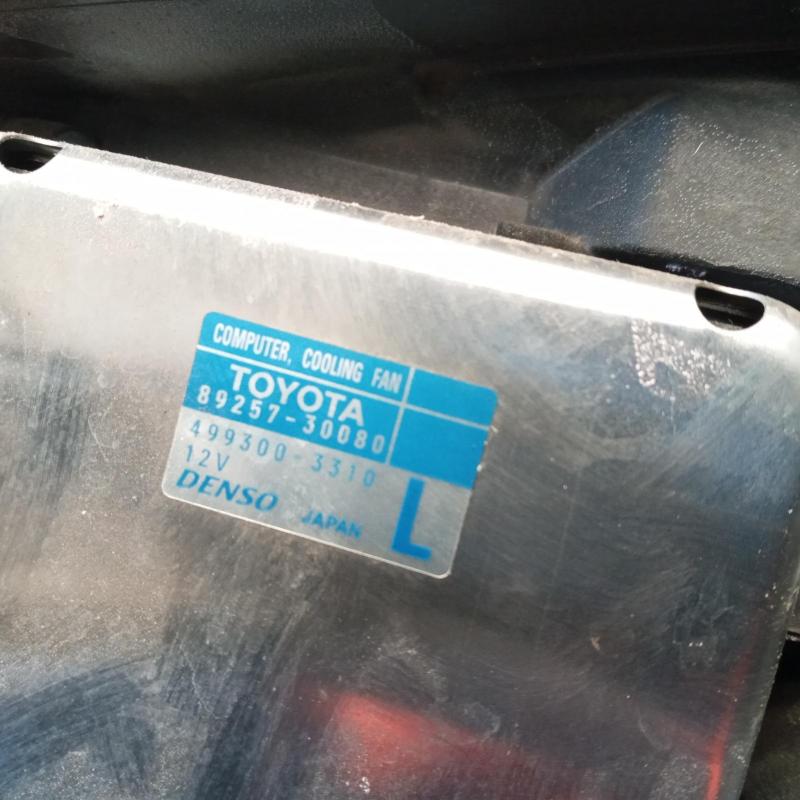 COMPUTER, COOLING FAN
TOYOTA
89257-30080
499300-3310
12V
DENSO JAPAN
L